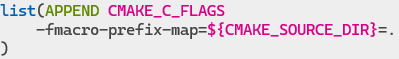 list(APPEND CMAKE_C_FLAGS
    -fmacro-prefix-map=${CMAKE_SOURCE_DIR}=.
)